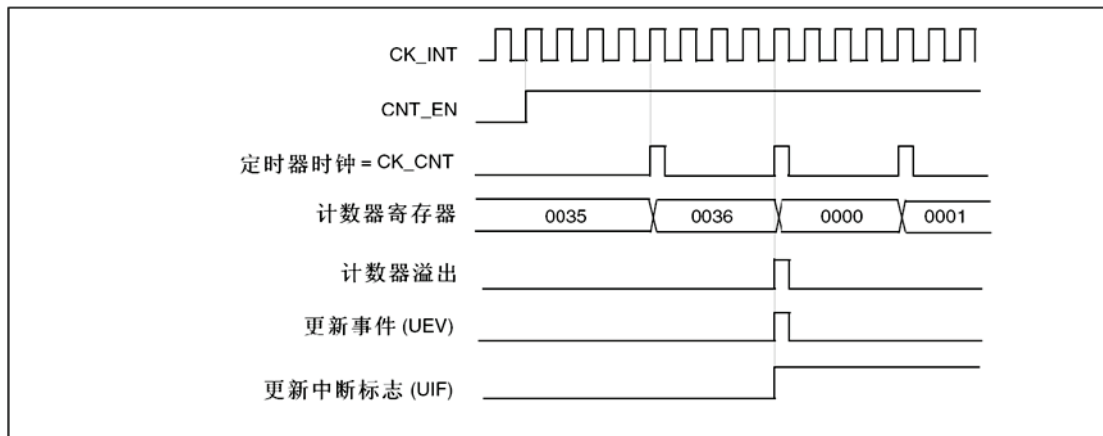 CK_INT
CNT_EN
定时器时钟 = CK_CNT
计数器寄存器 0035 0036 0000 0001
计数器溢出
更新事件 (UEV)
更新中断标志 (UIF)